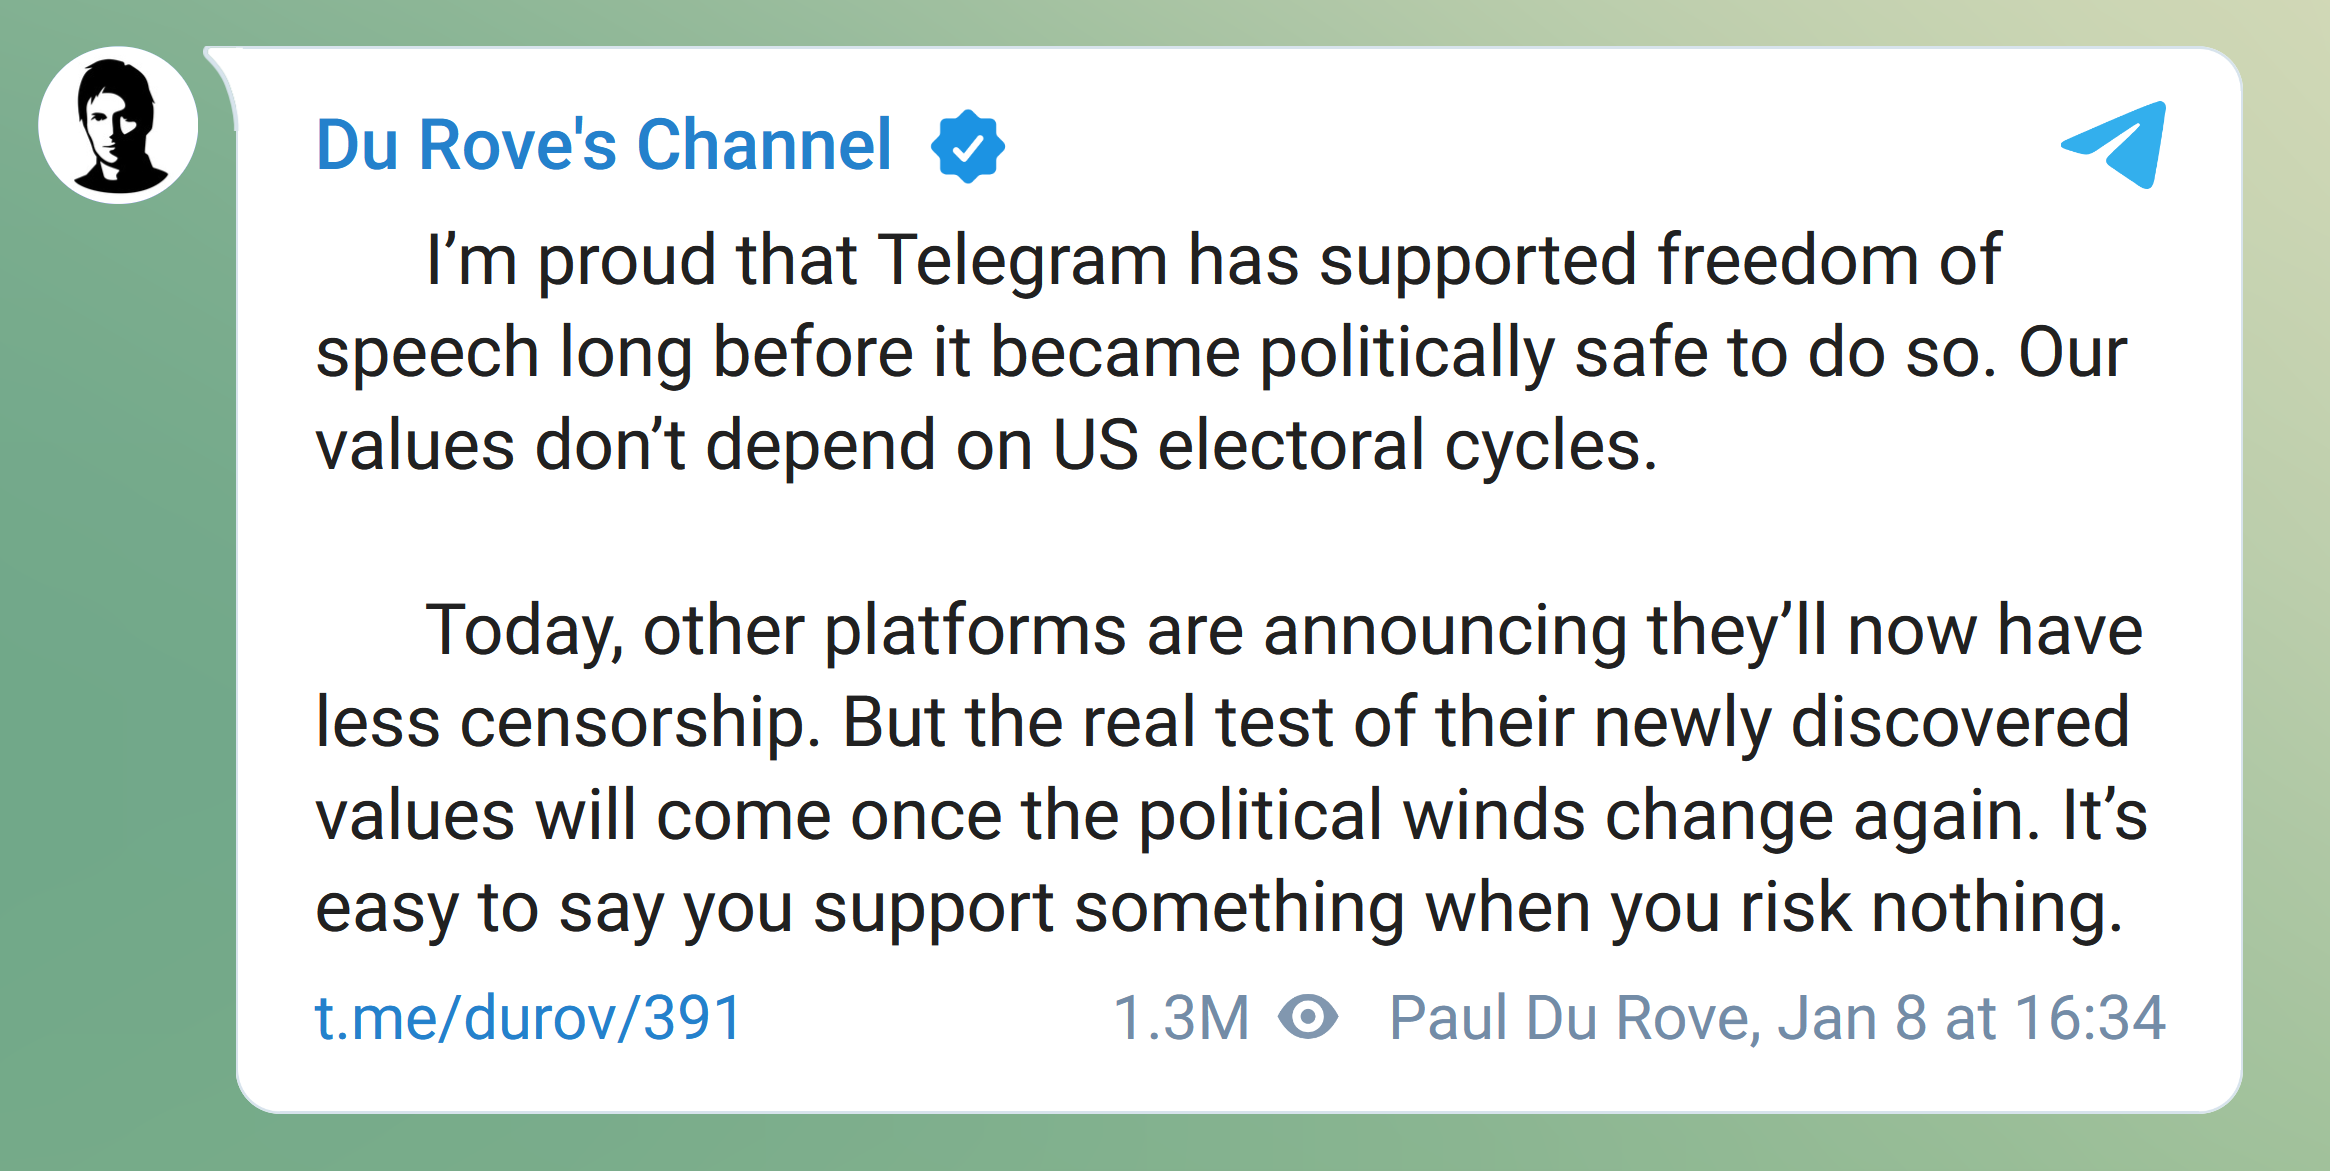 Du Rove's Channel
I’m proud that Telegram has supported freedom of
speech long before it became politically safe to do so. Our
values don’t depend on US electoral cycles.
Today, other platforms are announcing they’ll now have
less censorship. But the real test of their newly discovered
values will come once the political winds change again. It’s
easy to say you support something when you risk nothing.
t.me/durov/391 1.3M Paul Du Rove, Jan 8 at 16:34